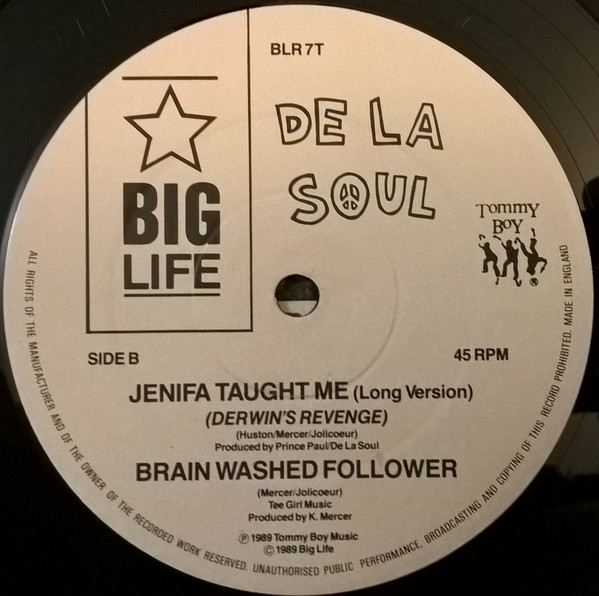 BLR 7T
BIG
LIFE
DE LA
SOUL
Tommy
BOY
®
SIDE B
45 RPM
JENIFA TAUGHT ME (Long Version)
(DERWIN'S REVENGE)
(Huston/Mercer/Jolicoeur)
Produced by Prince Paul/De La Soul
BRAIN WASHED FOLLOWER
(Mercer/Jolicoeur)
Tee Girl Music
Produced by K. Mercer
℗ 1989 Tommy Boy Music
© 1989 Big Life
ALL RIGHTS OF THE MANUFACTURER AND OF THE OWNER OF THE RECORDED WORK RESERVED. UNAUTHORISED PUBLIC PERFORMANCE, BROADCASTING AND COPYING OF THIS RECORD PROHIBITED. MADE IN ENGLAND